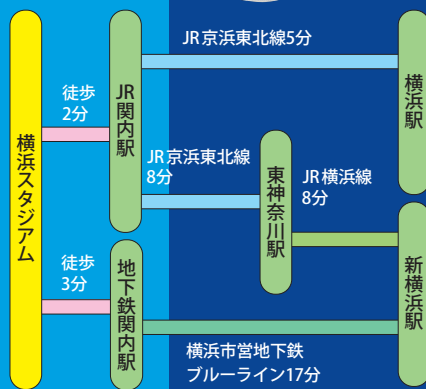 JR京浜東北線5分
徒歩
2分
JR関内駅
横浜駅
横浜スタジアム
JR京浜東北線
8分
東神奈川駅
JR横浜線
8分
徒歩
3分
地下鉄関内駅
新横浜駅
横浜市営地下鉄
ブルーライン17分